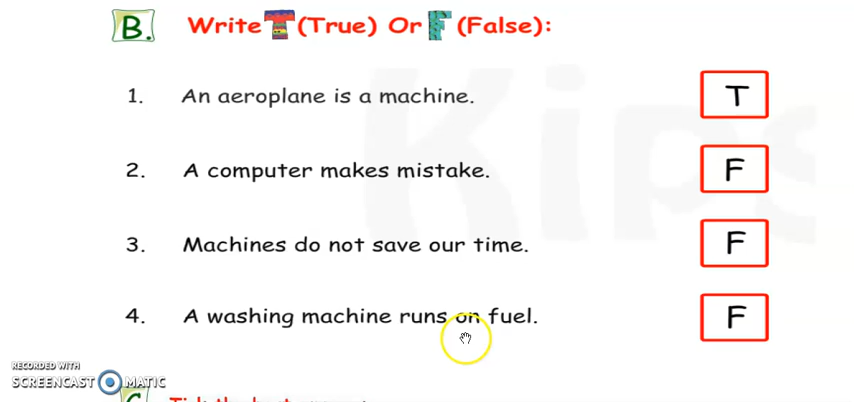 B. Write T (True) Or F (False):
1. An aeroplane is a machine. T
2. A computer makes mistake. F
3. Machines do not save our time. F
4. A washing machine runs on fuel. F
RECORDED WITH
SCREENCAST MATIC
Kips